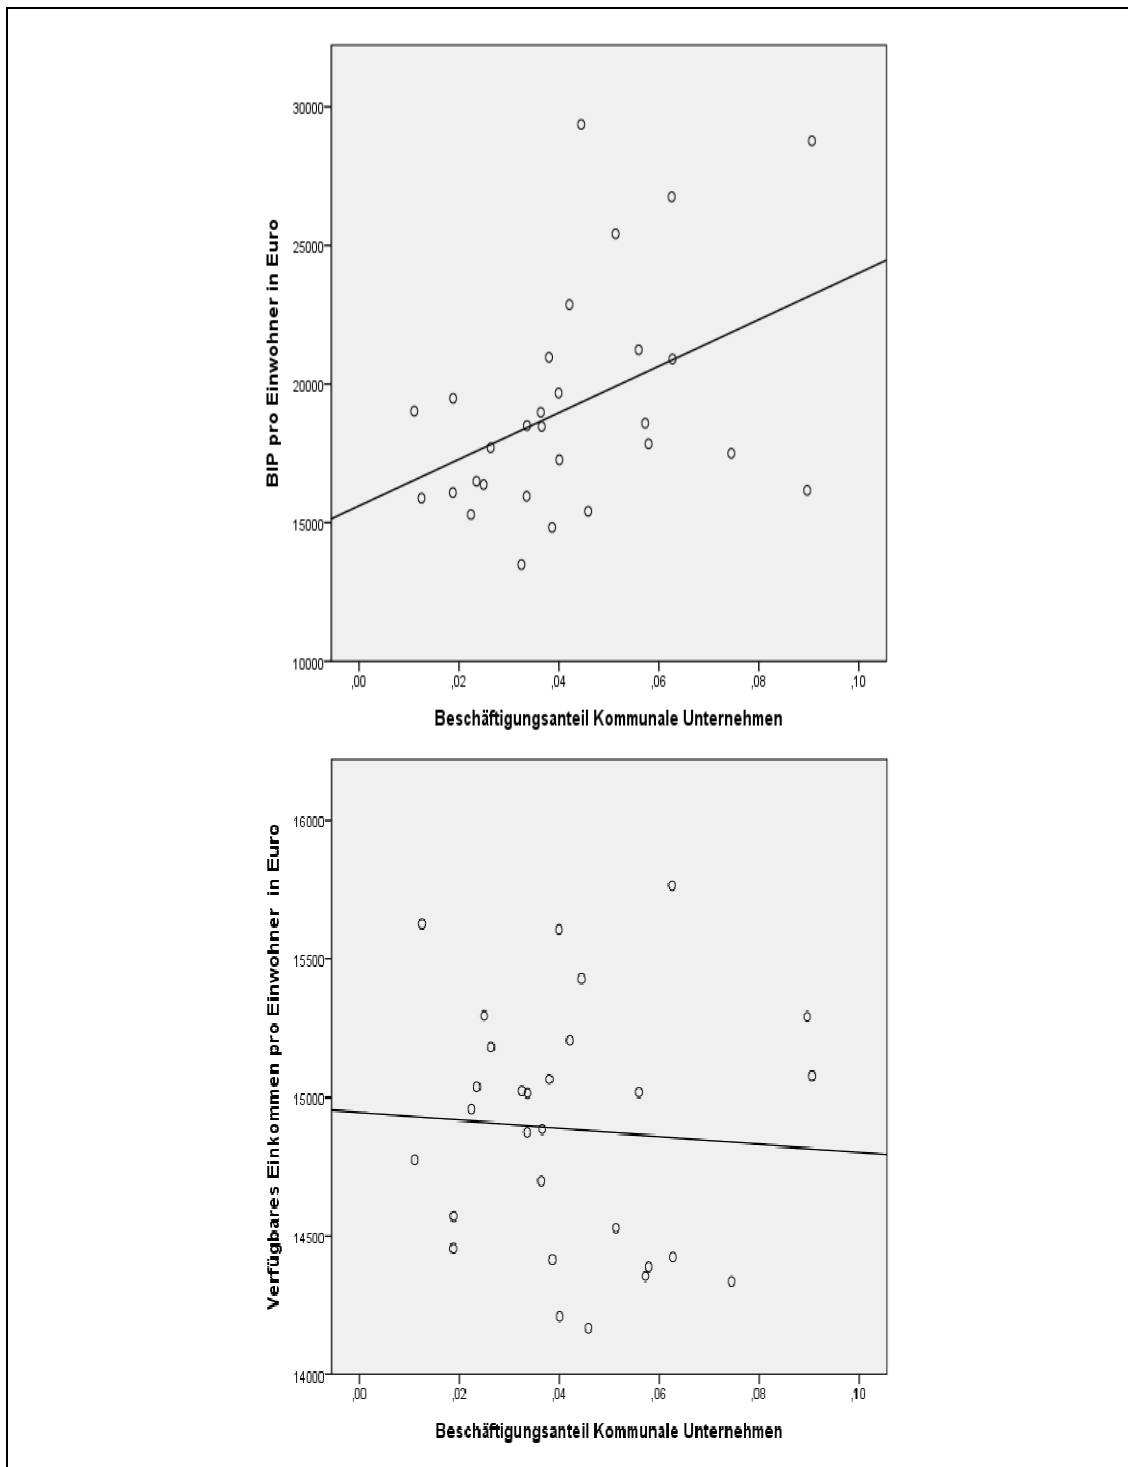 30000
25000
20000
15000
10000
BIP pro Einwohner in Euro
,00 ,02 ,04 ,06 ,08 ,10
Beschäftigungsanteil Kommunale Unternehmen
16000
15500
15000
14500
14000
Verfügbares Einkommen pro Einwohner in Euro
,00 ,02 ,04 ,06 ,08 ,10
Beschäftigungsanteil Kommunale Unternehmen